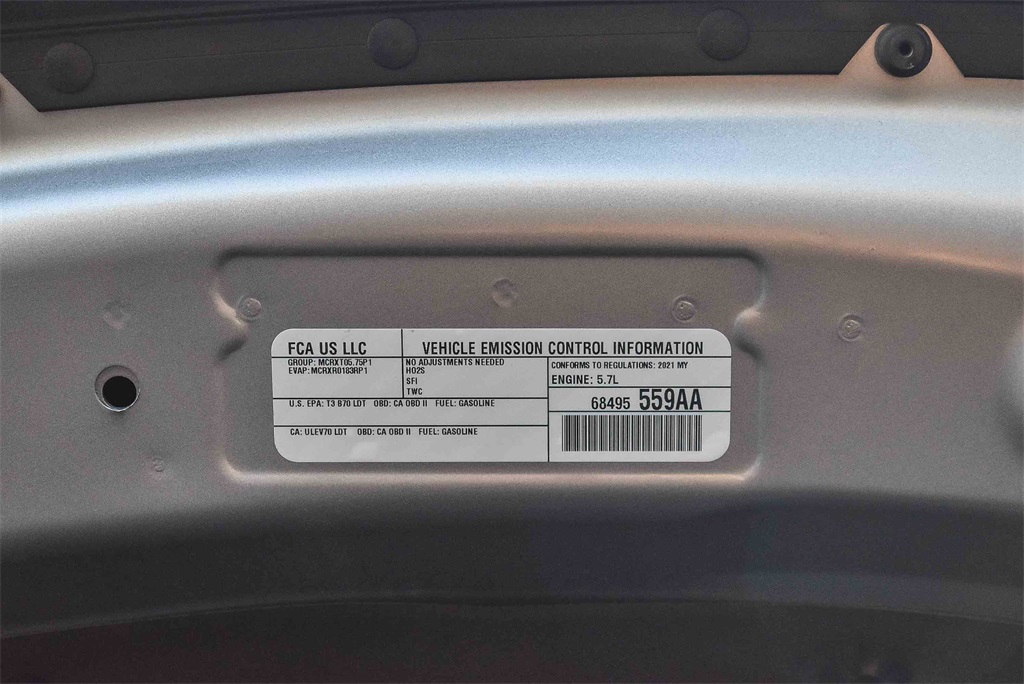 FCA US LLC
VEHICLE EMISSION CONTROL INFORMATION
GROUP: MCRXT05.75P1
EVAP: MCRXR0183RP1
NO ADJUSTMENTS NEEDED
HO2S
SFI
TWC
CONFORMS TO REGULATIONS: 2021 MY
ENGINE: 5.7L
U.S. EPA: T3 B70 LDT OBD: CA OBD II FUEL: GASOLINE
68495 559AA
CA: ULEV70 LDT OBD: CA OBD II FUEL: GASOLINE